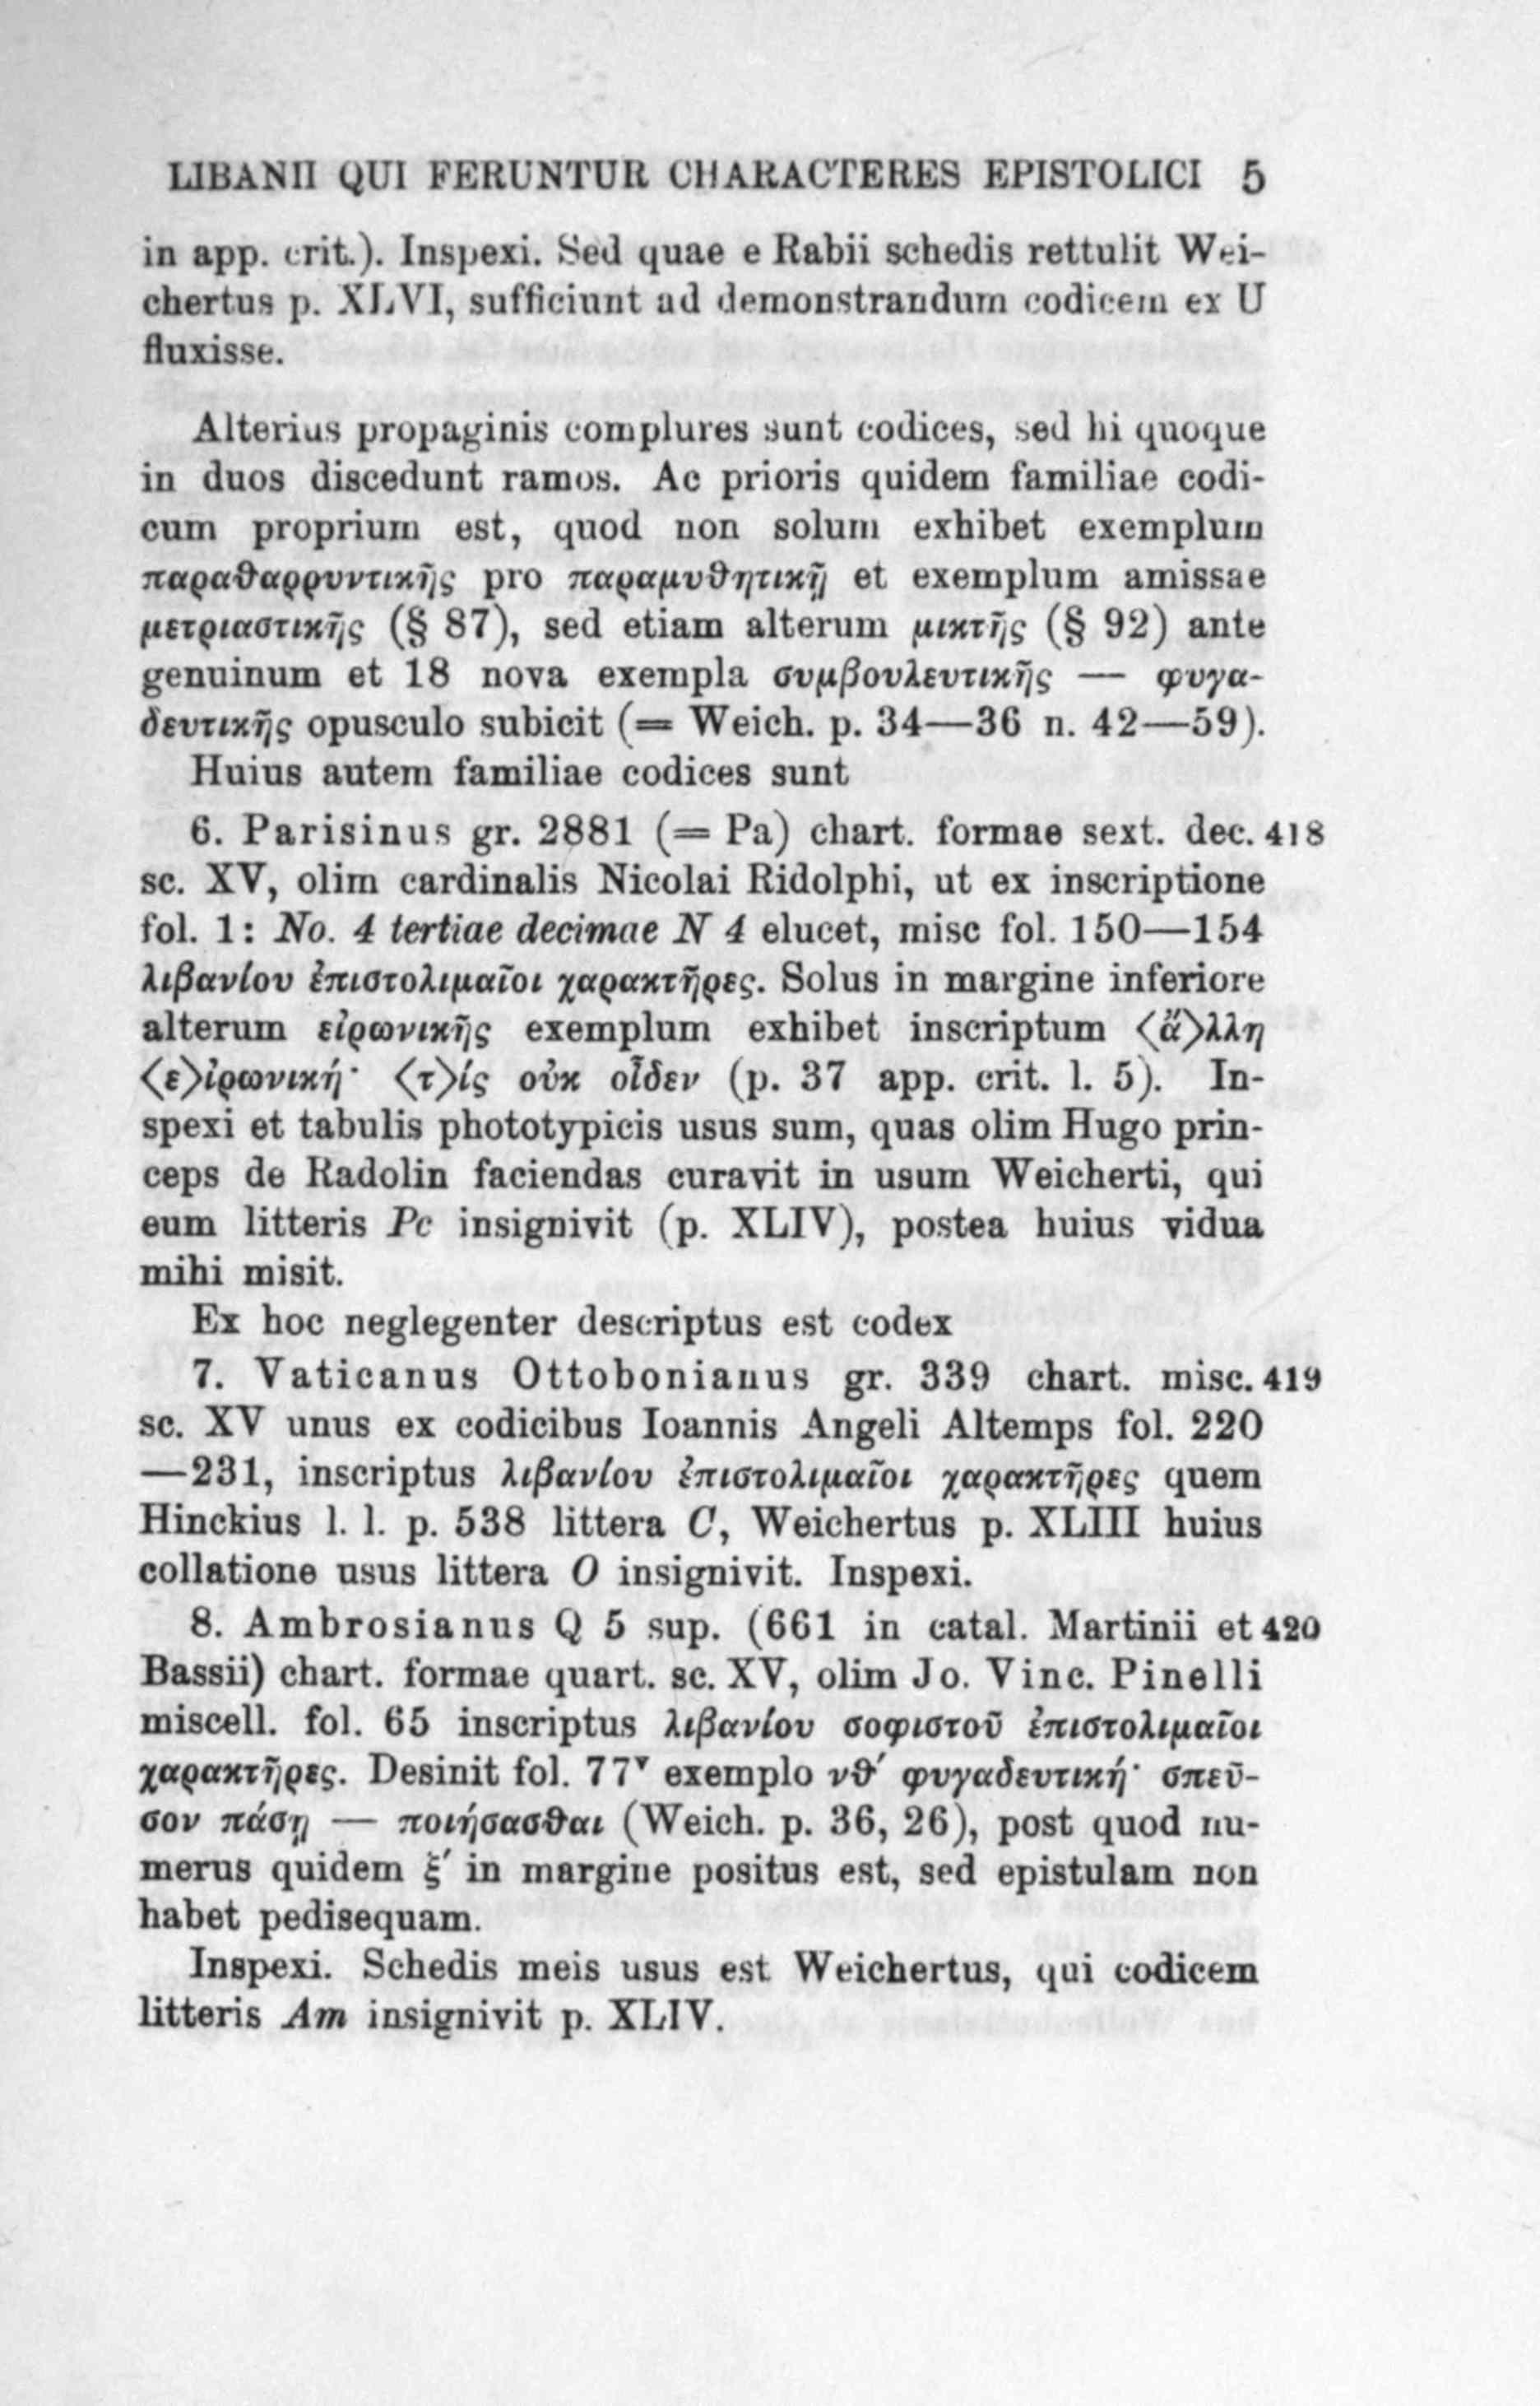 LIBANII QUI FERUNTUR CHARACTERES EPISTOLICI 5
in app. crit.). Inspexi. Sed quae e Rabii schedis rettulit Wei-
chertus p. XLVI, sufficiunt ad demonstrandum codicem ex U
fluxisse.
Alterius propaginis complures sunt codices, sed hi quoque
in duos discedunt ramos. Ac prioris quidem familiae codi-
cum proprium est, quod non solum exhibet exemplum
παραθαρρυντικῆς pro παραμυθητικῇ et exemplum amissae
μετριαστικῆς (§ 87), sed etiam alterum μικτῆς (§ 92) ante
genuinum et 18 nova exempla συμβουλευτικῆς — φυγα-
δευτικῆς opusculo subicit (= Weich. p. 34—36 n. 42—59).
Huius autem familiae codices sunt
6. Parisinus gr. 2881 (= Pa) chart. formae sext. dec. 418
sc. XV, olim cardinalis Nicolai Ridolphi, ut ex inscriptione
fol. 1: No. 4 tertiae decimae N 4 elucet, misc fol. 150—154
λιβανίου ἐπιστολιμαῖοι χαρακτῆρες. Solus in margine inferiore
alterum εἰρωνικῆς exemplum exhibet inscriptum ⟨ἄ⟩λλη
⟨ε⟩ἰρωνική· ⟨τ⟩ίς οὐκ οἶδεν (p. 37 app. crit. l. 5). In-
spexi et tabulis phototypicis usus sum, quas olim Hugo prin-
ceps de Radolin faciendas curavit in usum Weicherti, qui
eum litteris Pc insignivit (p. XLIV), postea huius vidua
mihi misit.
Ex hoc neglegenter descriptus est codex
7. Vaticanus Ottobonianus gr. 339 chart. misc. 419
sc. XV unus ex codicibus Ioannis Angeli Altemps fol. 220
—231, inscriptus λιβανίου ἐπιστολιμαῖοι χαρακτῆρες quem
Hinckius l. l. p. 538 littera C, Weichertus p. XLIII huius
collatione usus littera O insignivit. Inspexi.
8. Ambrosianus Q 5 sup. (661 in catal. Martinii et 420
Bassii) chart. formae quart. sc. XV, olim Jo. Vinc. Pinelli
miscell. fol. 65 inscriptus λιβανίου σοφιστοῦ ἐπιστολιμαῖοι
χαρακτῆρες. Desinit fol. 77ᵛ exemplo νθ′ φυγαδευτική· σπεῦ-
σον πάσῃ — ποιήσασθαι (Weich. p. 36, 26), post quod nu-
merus quidem ξ′ in margine positus est, sed epistulam non
habet pedisequam.
Inspexi. Schedis meis usus est Weichertus, qui codicem
litteris Am insignivit p. XLIV.